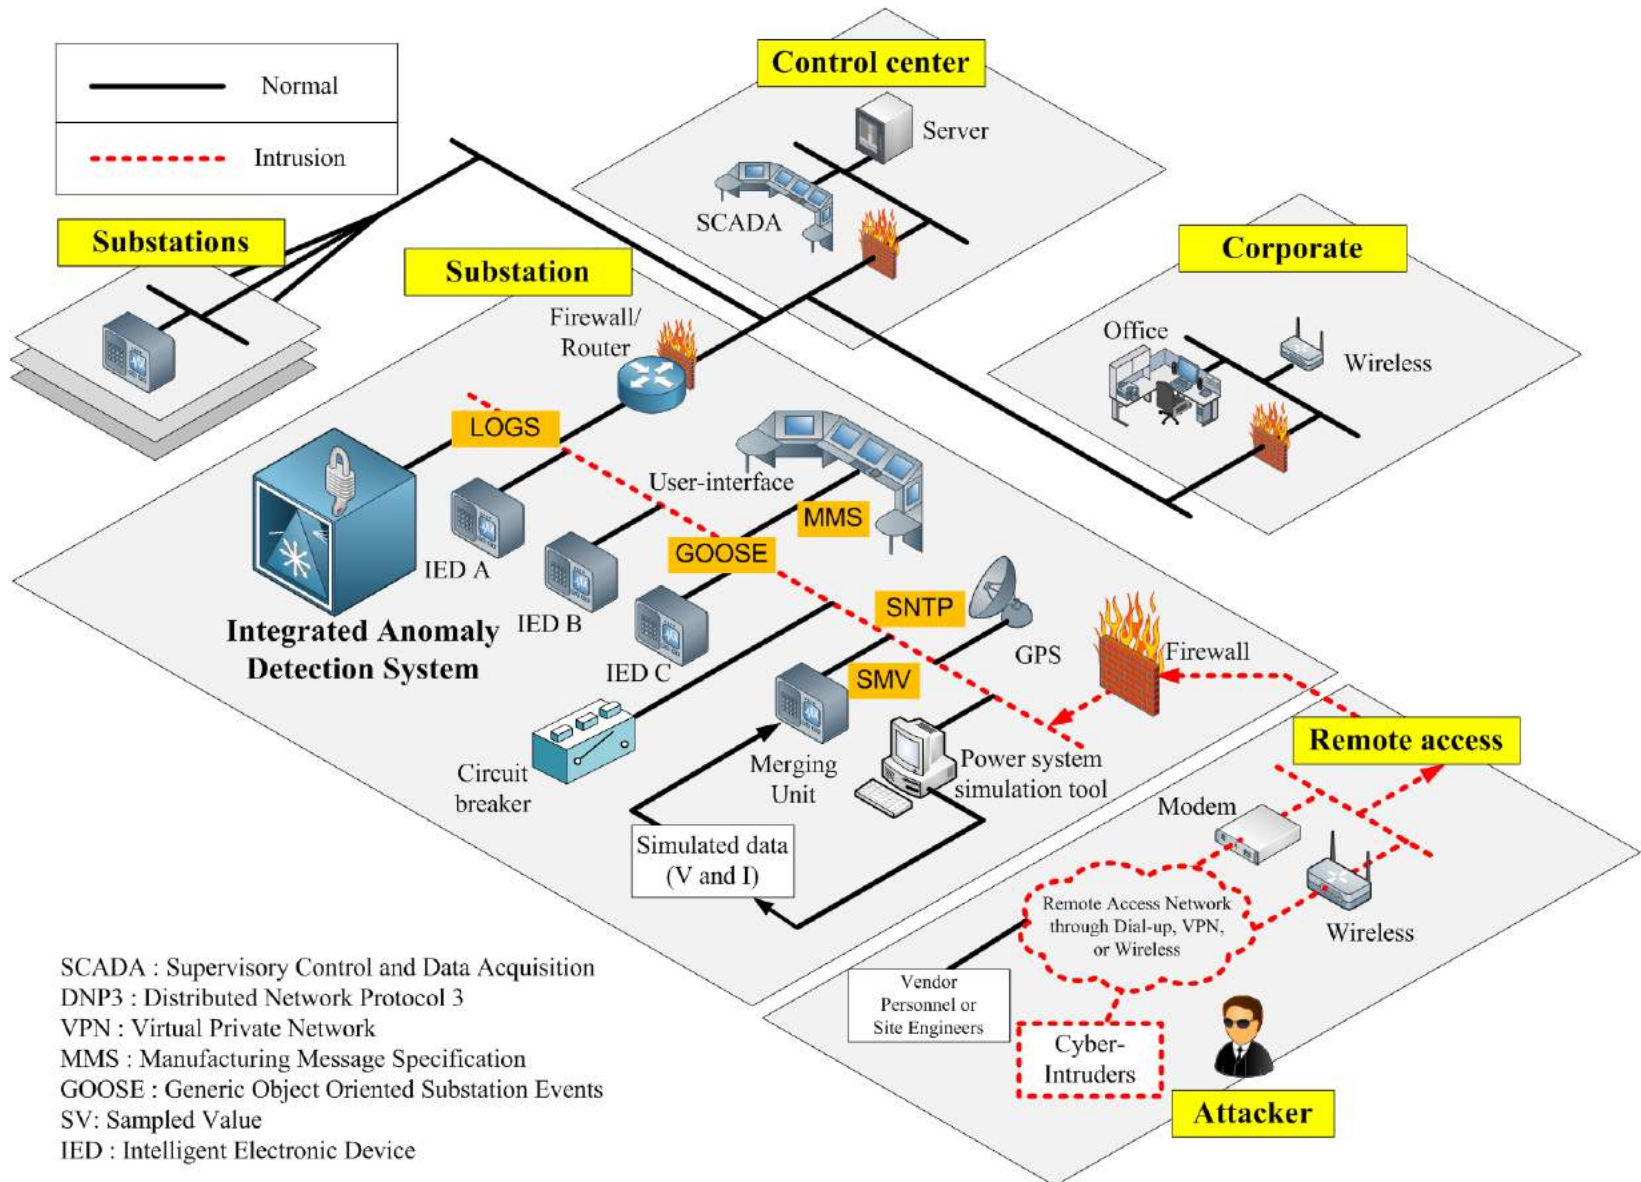 Normal
Intrusion
Control center
Server
SCADA
Substations
Substation
Firewall/
Router
Corporate
Office
Wireless
LOGS
User-interface
MMS
GOOSE
IED A
IED B
IED C
SNTP
GPS
SMV
Integrated Anomaly
Detection System
Firewall
Circuit
breaker
Merging
Unit
Power system
simulation tool
Simulated data
(V and I)
Remote access
Modem
Wireless
Remote Access Network
through Dial-up, VPN,
or Wireless
Vendor
Personnel or
Site Engineers
Cyber-
Intruders
Attacker
SCADA : Supervisory Control and Data Acquisition
DNP3 : Distributed Network Protocol 3
VPN : Virtual Private Network
MMS : Manufacturing Message Specification
GOOSE : Generic Object Oriented Substation Events
SV: Sampled Value
IED : Intelligent Electronic Device